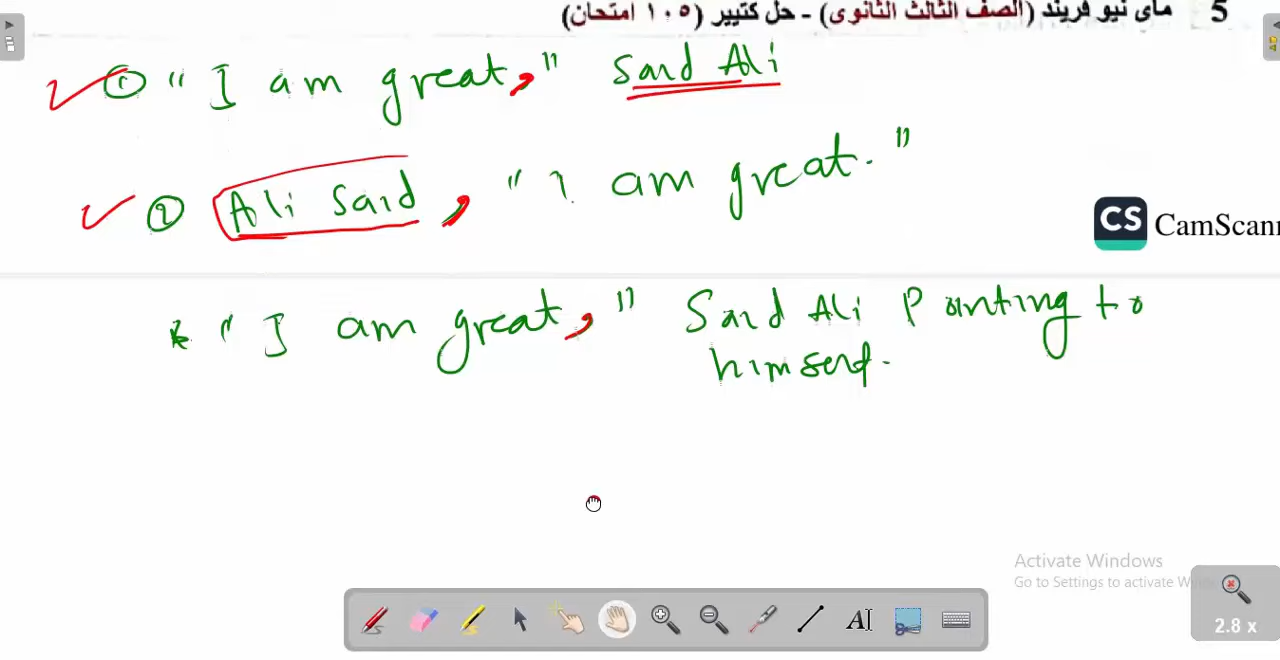 5 ماى نيو فريند (الصف الثالث الثانوى) - حل كتيير (١٠٥ امتحان)
① "I am great," said Ali
② Ali said, "I am great."
CS CamScann
* "I am great," Said Ali Pointing to
himself.
Activate Windows
Go to Settings to activate W
AI
2.8 x